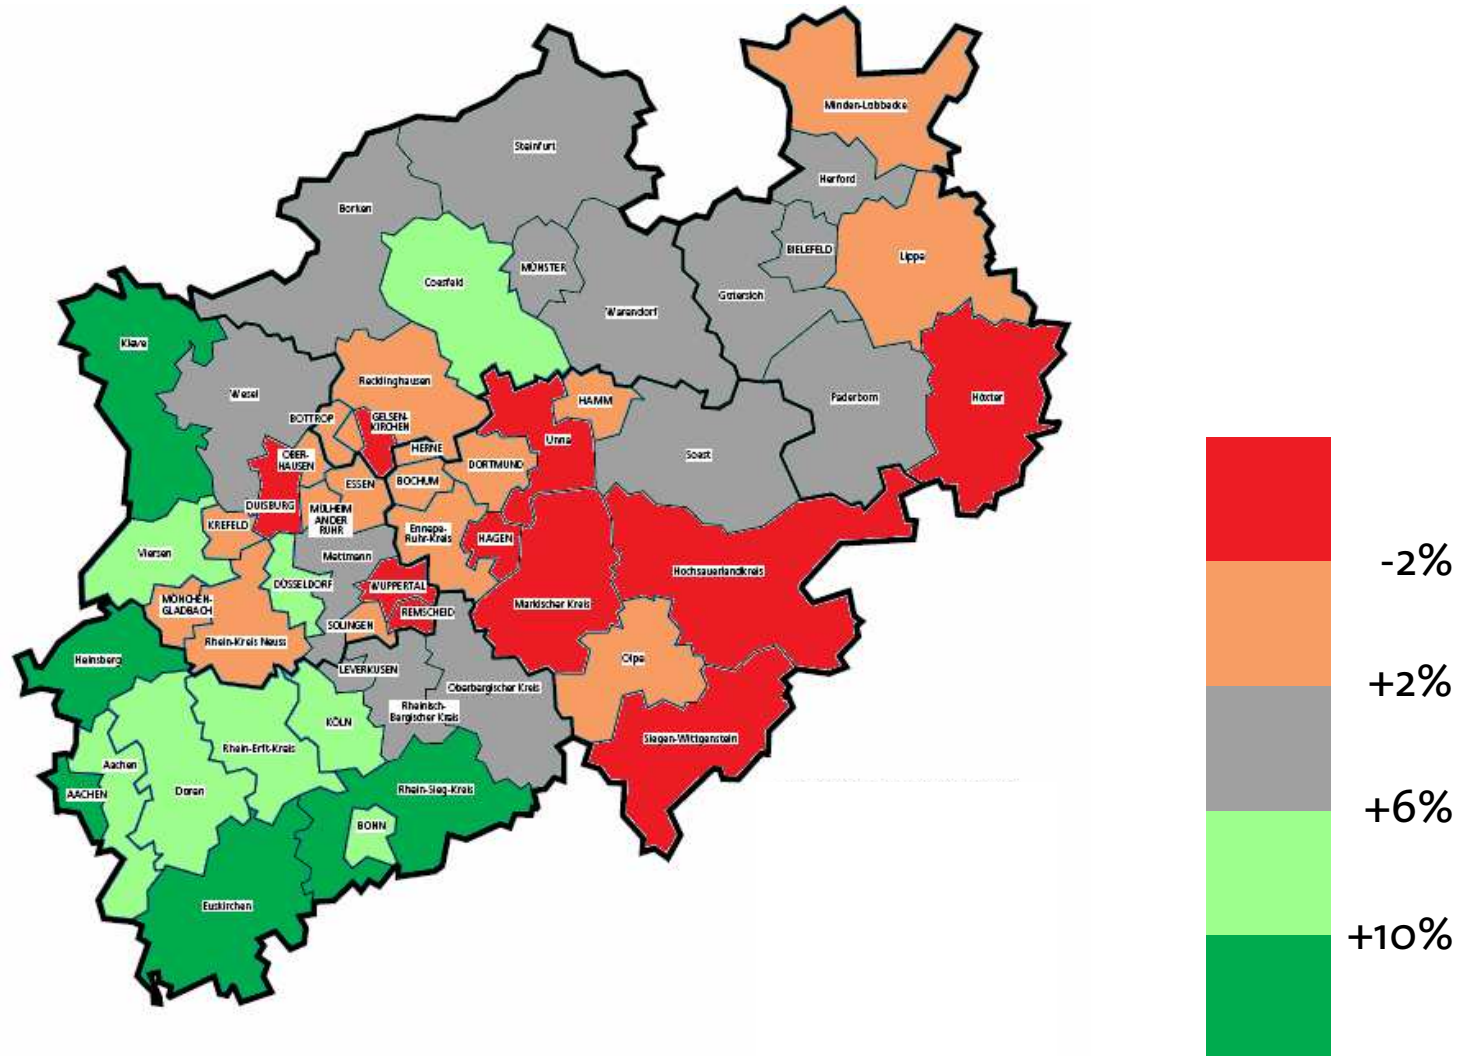 Minden-Lübbecke
Steinfurt
Herford
Borken
BIELEFELD
Lippe
MÜNSTER
Coesfeld
Gütersloh
Warendorf
Kleve
Recklinghausen
Wesel
Paderborn
Höxter
HAMM
BOTTROP
GELSEN-
KIRCHEN
Unna
HERNE
Soest
OBER-
HAUSEN
DORTMUND
ESSEN
BOCHUM
DUISBURG
MÜLHEIM
AN DER
RUHR
KREFELD
Ennepe-
Ruhr-Kreis
HAGEN
Viersen
Mettmann
Hochsauerlandkreis
DÜSSELDORF
WUPPERTAL
MÖNCHEN-
GLADBACH
Märkischer Kreis
REMSCHEID
SOLINGEN
Rhein-Kreis Neuss
Heinsberg
Olpe
LEVERKUSEN
Oberbergischer Kreis
Rheinisch-
Bergischer Kreis
KÖLN
Siegen-Wittgenstein
Rhein-Erft-Kreis
Aachen
AACHEN
Düren
Rhein-Sieg-Kreis
BONN
Euskirchen
-2%
+2%
+6%
+10%